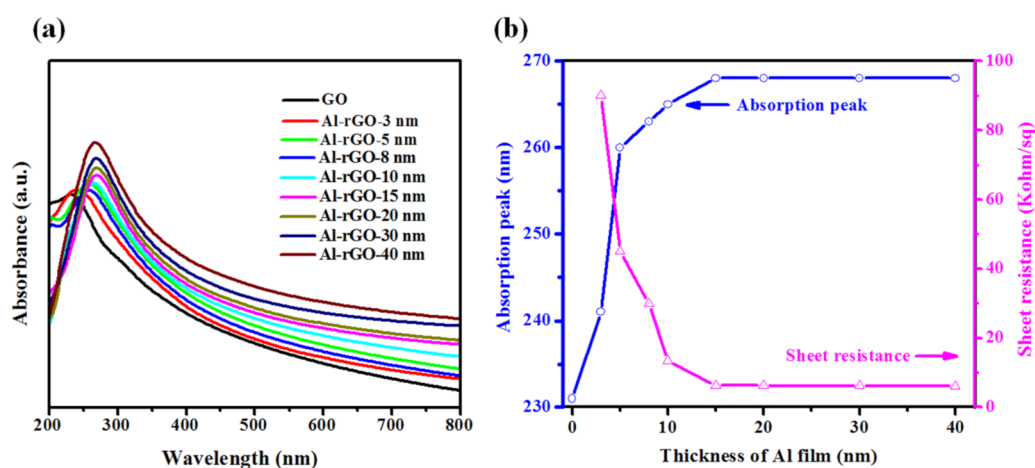 (a)
Absorbance (a.u.)
GO
Al-rGO-3 nm
Al-rGO-5 nm
Al-rGO-8 nm
Al-rGO-10 nm
Al-rGO-15 nm
Al-rGO-20 nm
Al-rGO-30 nm
Al-rGO-40 nm
200 300 400 500 600 700 800
Wavelength (nm)
(b)
Absorption peak (nm)
270
260
250
240
230
Absorption peak
Sheet resistance
0 10 20 30 40
Thickness of Al film (nm)
100
80
60
40
20
0
Sheet resistance (Kohm/sq)